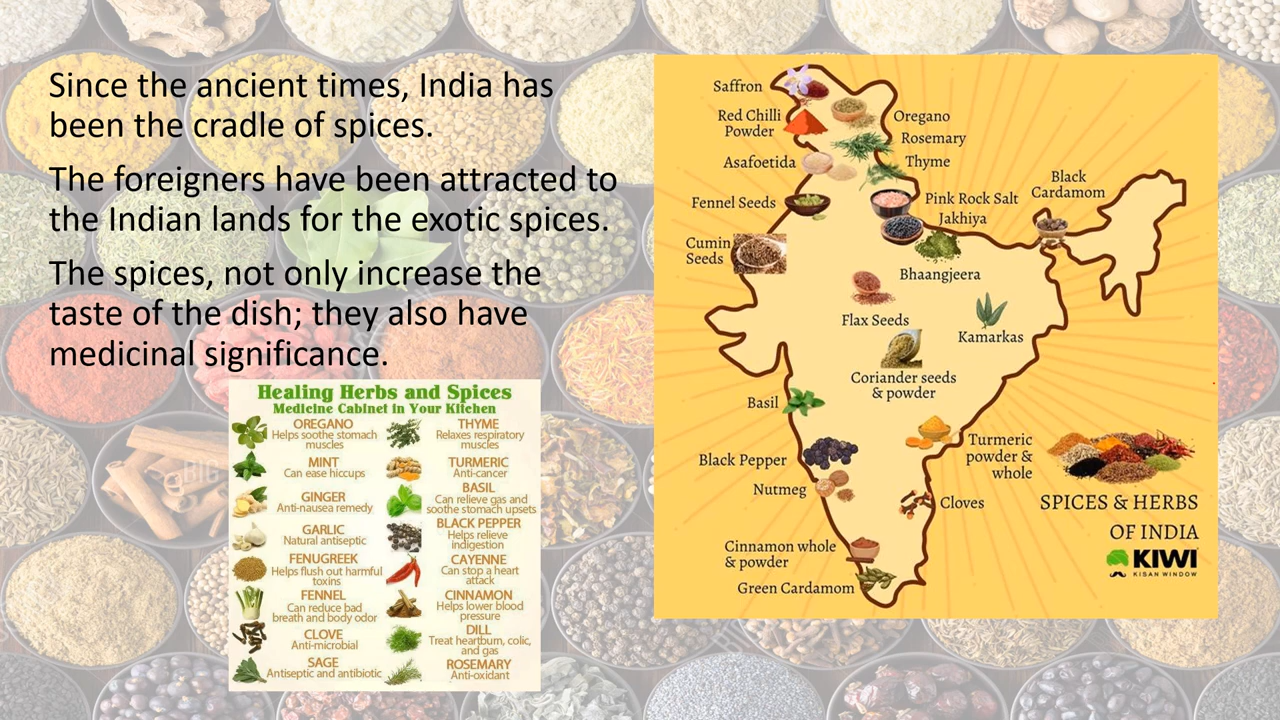 Since the ancient times, India has
been the cradle of spices.
The foreigners have been attracted to
the Indian lands for the exotic spices.
The spices, not only increase the
taste of the dish; they also have
medicinal significance.
Healing Herbs and Spices
Medicine Cabinet in Your Kitchen
OREGANO
Helps soothe stomach
muscles
MINT
Can ease hiccups
GINGER
Anti-nausea remedy
GARLIC
Natural antiseptic
FENUGREEK
Helps flush out harmful
toxins
FENNEL
Can reduce bad
breath and body odor
CLOVE
Anti-microbial
SAGE
Antiseptic and antibiotic
THYME
Relaxes respiratory
muscles
TURMERIC
Anti-cancer
BASIL
Can relieve gas and
soothe stomach upsets
BLACK PEPPER
Helps relieve
indigestion
CAYENNE
Can stop a heart
attack
CINNAMON
Helps lower blood
pressure
DILL
Treat heartburn, colic,
and gas
ROSEMARY
Anti-oxidant
Saffron
Red Chilli
Powder
Asafoetida
Fennel Seeds
Cumin
Seeds
Oregano
Rosemary
Thyme
Pink Rock Salt
Jakhiya
Black
Cardamom
Bhaangjeera
Flax Seeds
Kamarkas
Coriander seeds
& powder
Basil
Turmeric
powder &
whole
Black Pepper
Nutmeg
Cloves
Cinnamon whole
& powder
Green Cardamom
SPICES & HERBS
OF INDIA
KIWI
KISAN WINDOW